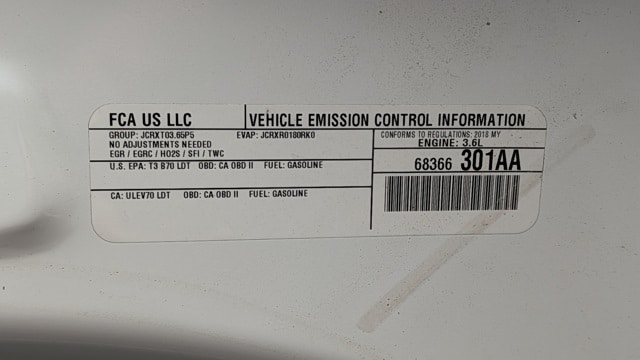 FCA US LLC
VEHICLE EMISSION CONTROL INFORMATION
GROUP: JCRXT03.65P5 EVAP: JCRXR0180RK0
NO ADJUSTMENTS NEEDED
EGR / EGRC / HO2S / SFI / TWC
CONFORMS TO REGULATIONS: 2018 MY
ENGINE: 3.6L
U.S. EPA: T3 B70 LDT OBD: CA OBD II FUEL: GASOLINE
68366 301AA
CA: ULEV70 LDT OBD: CA OBD II FUEL: GASOLINE